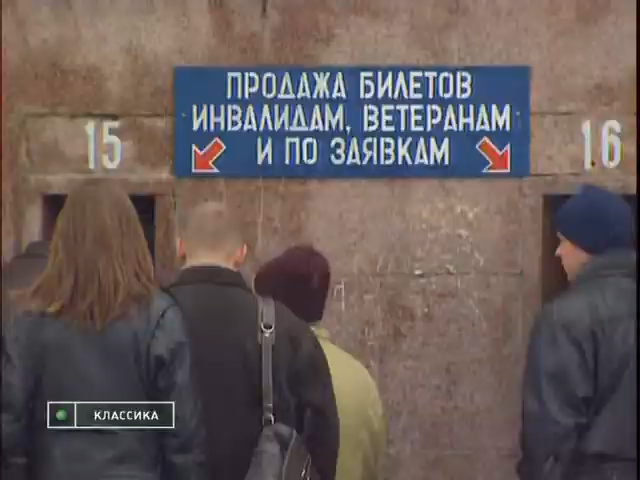 ПРОДАЖА БИЛЕТОВ
ИНВАЛИДАМ, ВЕТЕРАНАМ
И ПО ЗАЯВКАМ
15
16
КЛАССИКА